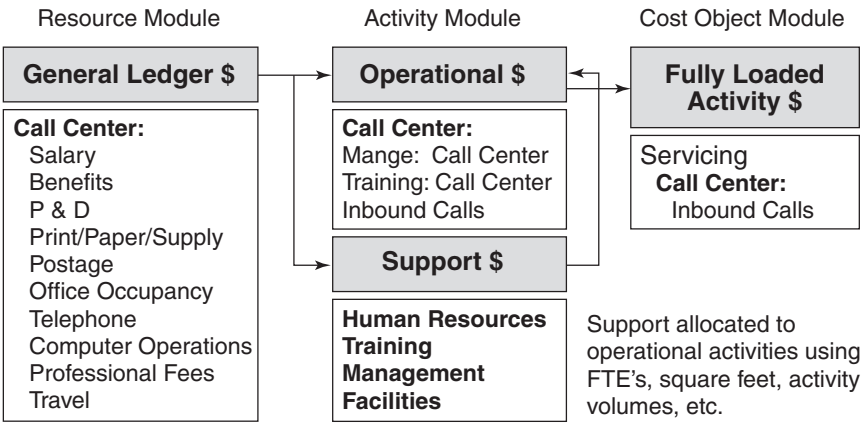 Resource Module
Activity Module
Cost Object Module
General Ledger $
Operational $
Fully Loaded
Activity $
Call Center:
Salary
Benefits
P & D
Print/Paper/Supply
Postage
Office Occupancy
Telephone
Computer Operations
Professional Fees
Travel
Call Center:
Mange: Call Center
Training: Call Center
Inbound Calls
Support $
Human Resources
Training
Management
Facilities
Servicing
Call Center:
Inbound Calls
Support allocated to
operational activities using
FTE's, square feet, activity
volumes, etc.